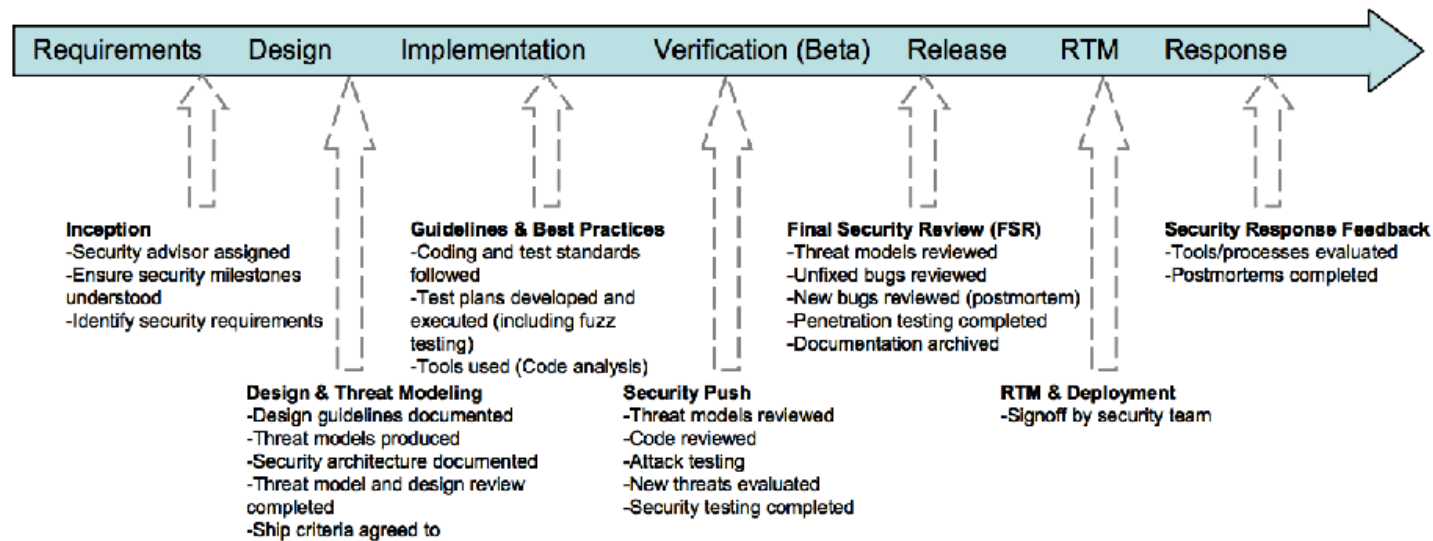 Requirements Design Implementation Verification (Beta) Release RTM Response
Inception
-Security advisor assigned
-Ensure security milestones
understood
-Identify security requirements
Guidelines & Best Practices
-Coding and test standards
followed
-Test plans developed and
executed (including fuzz
testing)
-Tools used (Code analysis)
Final Security Review (FSR)
-Threat models reviewed
-Unfixed bugs reviewed
-New bugs reviewed (postmortem)
-Penetration testing completed
-Documentation archived
Security Response Feedback
-Tools/processes evaluated
-Postmortems completed
Design & Threat Modeling
-Design guidelines documented
-Threat models produced
-Security architecture documented
-Threat model and design review
completed
-Ship criteria agreed to
Security Push
-Threat models reviewed
-Code reviewed
-Attack testing
-New threats evaluated
-Security testing completed
RTM & Deployment
-Signoff by security team